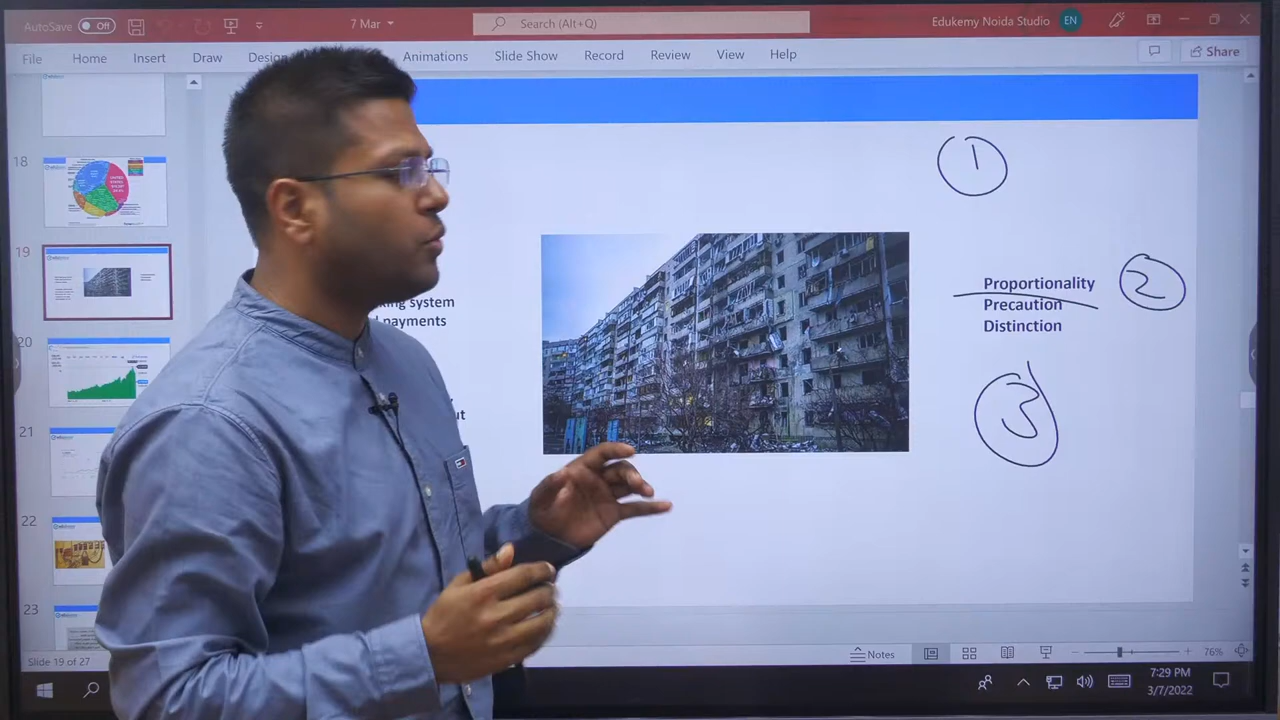 AutoSave Off
7 Mar
Search (Alt+Q)
Edukemy Noida Studio EN
File Home Insert Draw Animations Slide Show Record Review View Help
Share
18
19
20
21
22
23
system
payments
1
Proportionality
Precaution
Distinction
2
3
Slide 19 of 27
Notes
76%
7:29 PM
3/7/2022